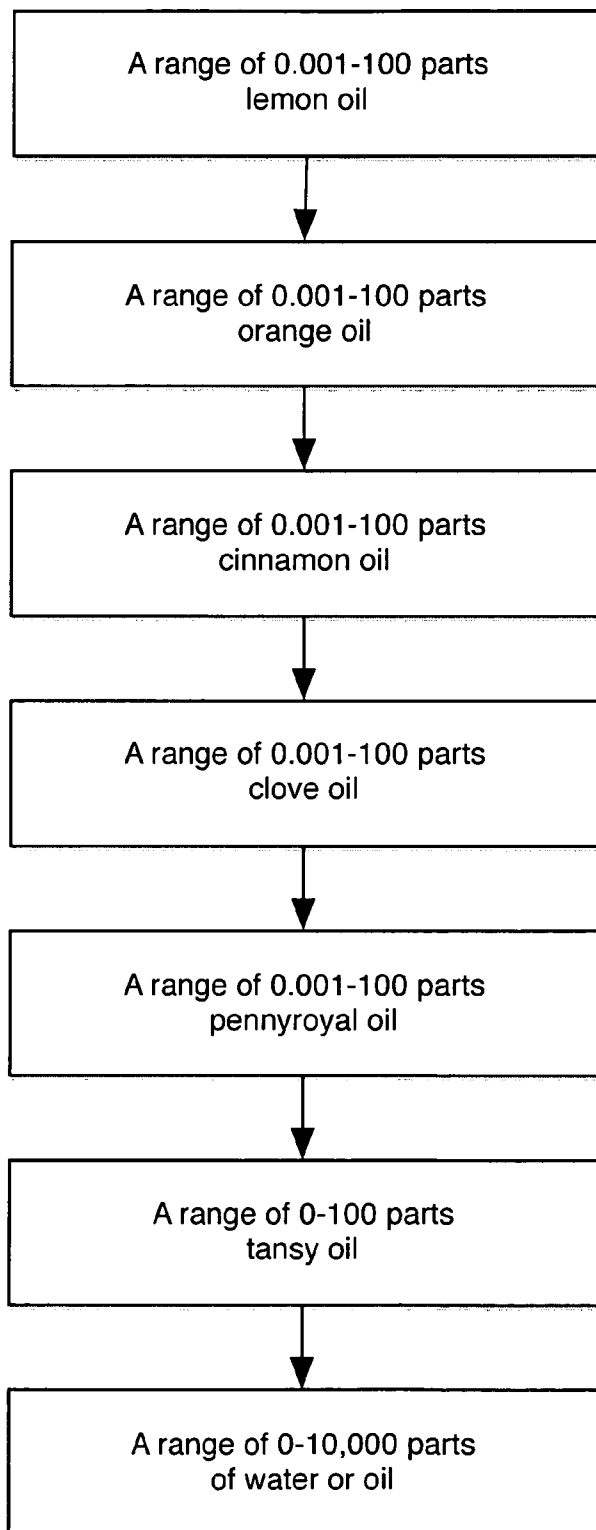 A range of 0.001-100 parts
lemon oil
A range of 0.001-100 parts
orange oil
A range of 0.001-100 parts
cinnamon oil
A range of 0.001-100 parts
clove oil
A range of 0.001-100 parts
pennyroyal oil
A range of 0-100 parts
tansy oil
A range of 0-10,000 parts
of water or oil